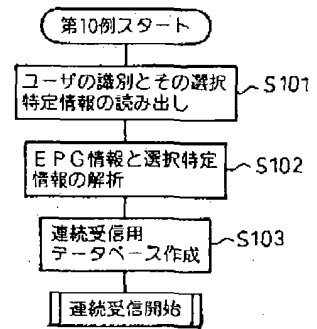 第10例スタート
ユーザの識別とその選択
特定情報の読み出し
S101
EPG情報と選択特定
情報の解析
S102
連続受信用
データベース作成
S103
連続受信開始